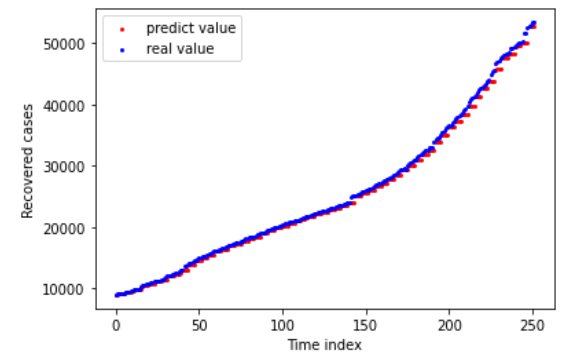 predict value
real value
50000
40000
30000
20000
10000
Recovered cases
0 50 100 150 200 250
Time index